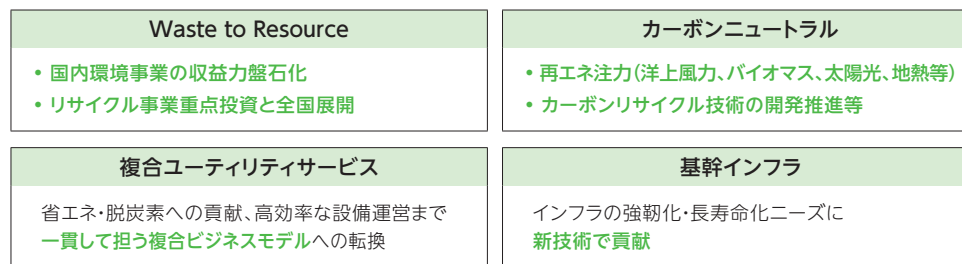 Waste to Resource
• 国内環境事業の収益力盤石化
• リサイクル事業重点投資と全国展開
カーボンニュートラル
• 再エネ注力(洋上風力、バイオマス、太陽光、地熱等)
• カーボンリサイクル技術の開発推進等
複合ユーティリティサービス
省エネ・脱炭素への貢献、高効率な設備運営まで
一貫して担う複合ビジネスモデルへの転換
基幹インフラ
インフラの強靭化・長寿命化ニーズに
新技術で貢献